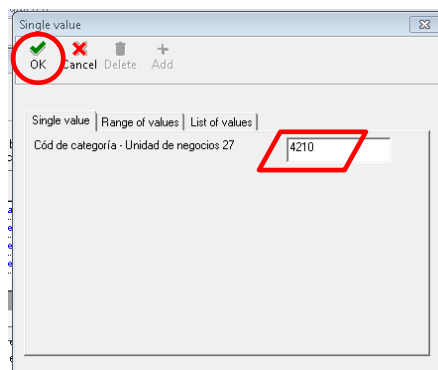 Single value
OK Cancel Delete Add
Single value Range of values List of values
Cód de categoría - Unidad de negocios 27 4210